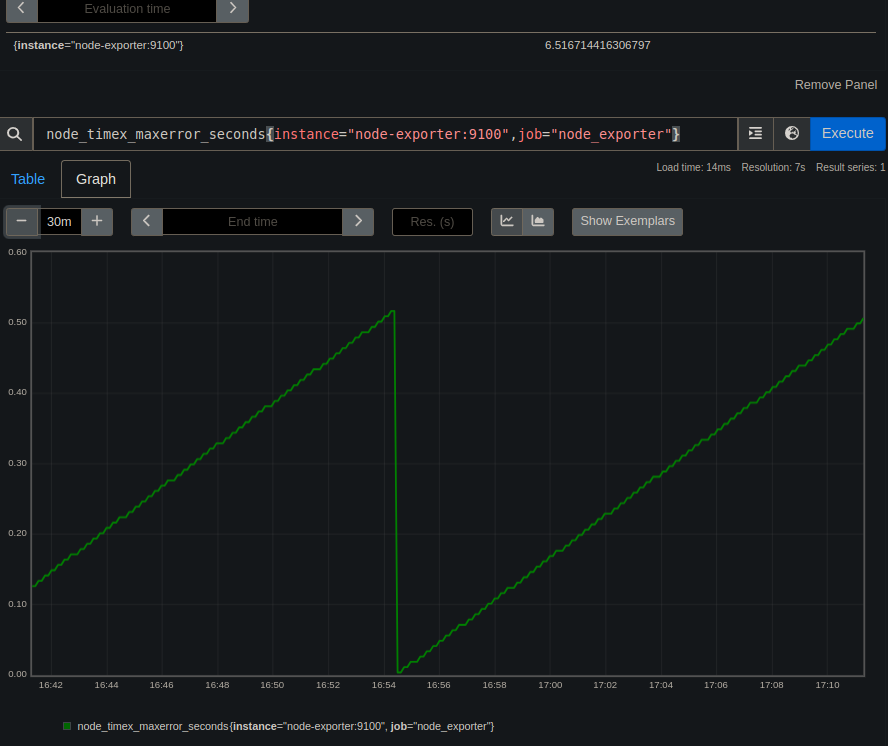 Evaluation time
{instance="node-exporter:9100"} 6.516714416306797
Remove Panel
node_timex_maxerror_seconds{instance="node-exporter:9100",job="node_exporter"}
Execute
Load time: 14ms Resolution: 7s Result series: 1
Table Graph
− 30m + End time Res. (s) Show Exemplars
0.60
0.50
0.40
0.30
0.20
0.10
0.00
16:42 16:44 16:46 16:48 16:50 16:52 16:54 16:56 16:58 17:00 17:02 17:04 17:06 17:08 17:10
node_timex_maxerror_seconds{instance="node-exporter:9100", job="node_exporter"}